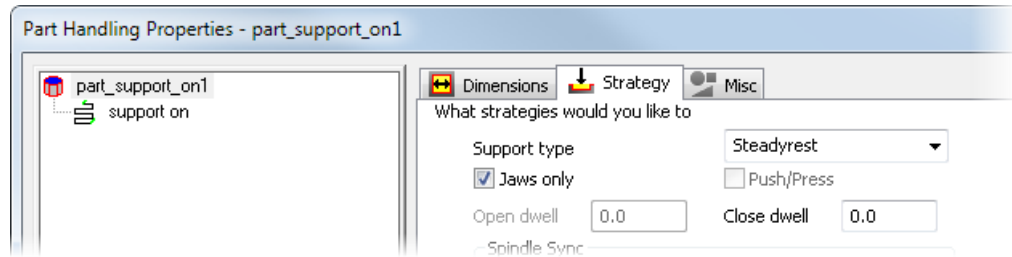 Part Handling Properties - part_support_on1
part_support_on1
support on
Dimensions Strategy Misc
What strategies would you like to
Support type Steadyrest
Jaws only Push/Press
Open dwell 0.0 Close dwell 0.0
Spindle Sync